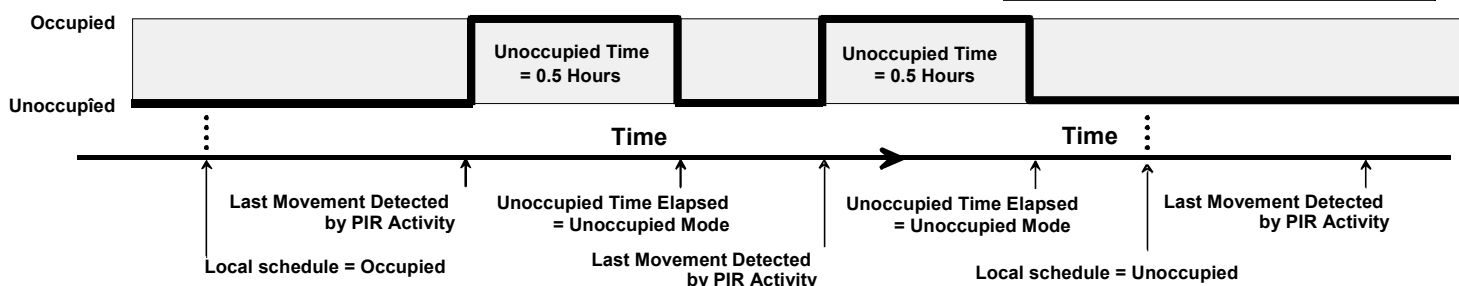 Occupied
Unoccupied
Unoccupied Time
= 0.5 Hours
Unoccupied Time
= 0.5 Hours
Time
Time
Last Movement Detected
by PIR Activity
Unoccupied Time Elapsed
= Unoccupied Mode
Unoccupied Time Elapsed
= Unoccupied Mode
Last Movement Detected
by PIR Activity
Local schedule = Occupied
Last Movement Detected
by PIR Activity
Local schedule = Unoccupied